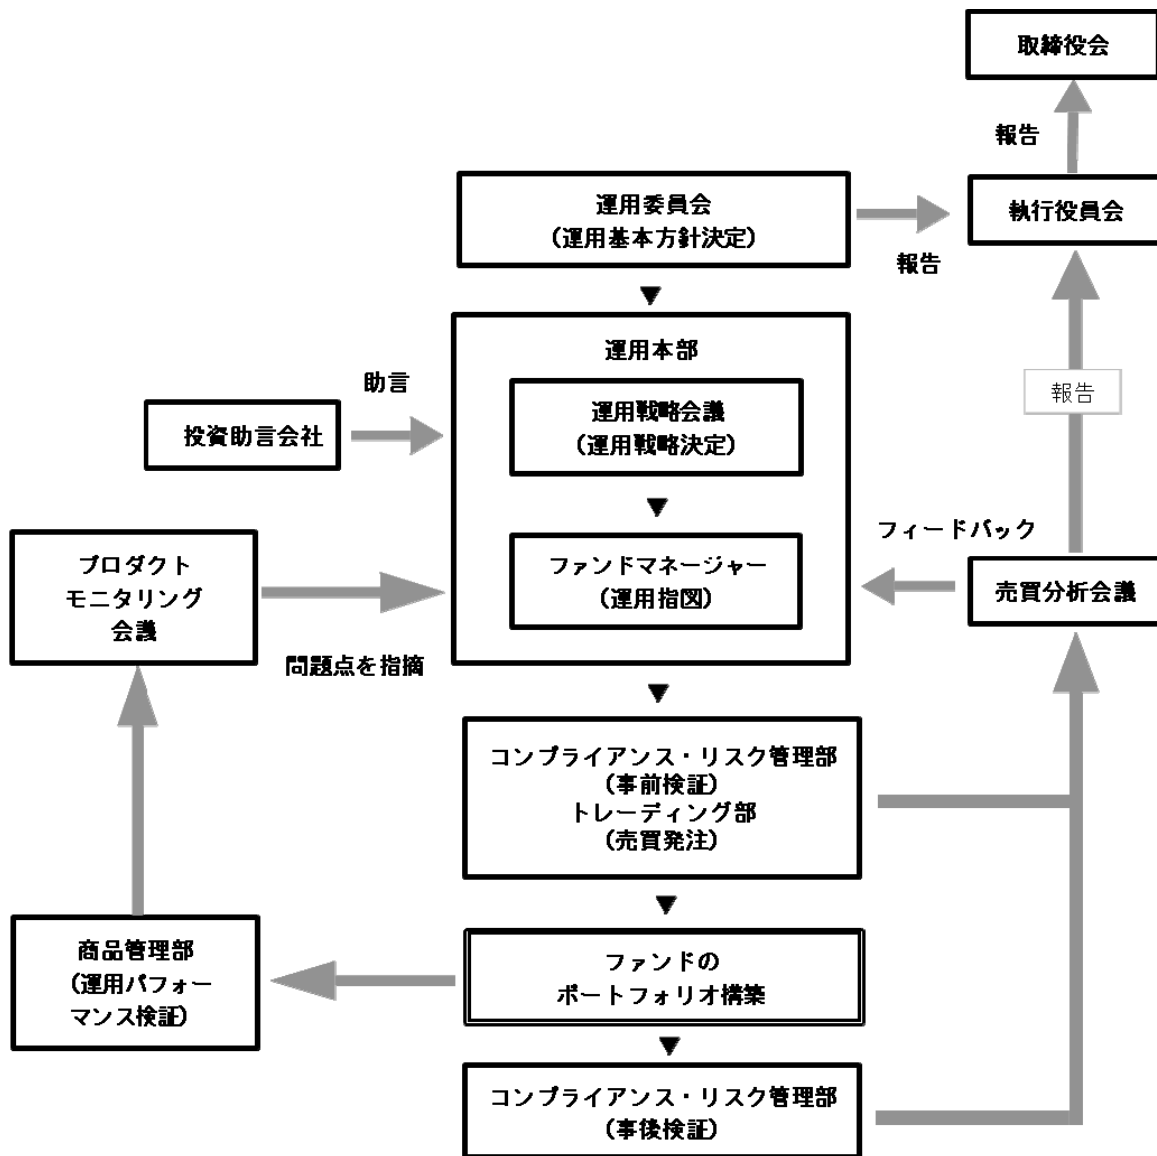 取締役会
報告
執行役員会
運用委員会
(運用基本方針決定)
報告
運用本部
助言
運用戦略会議
(運用戦略決定)
投資助言会社
報告
フィードバック
プロダクト
モニタリング
会議
ファンドマネージャー
(運用指図)
売買分析会議
問題点を指摘
コンプライアンス・リスク管理部
(事前検証)
トレーディング部
(売買発注)
商品管理部
(運用パフォー
マンス検証)
ファンドの
ポートフォリオ構築
コンプライアンス・リスク管理部
(事後検証)